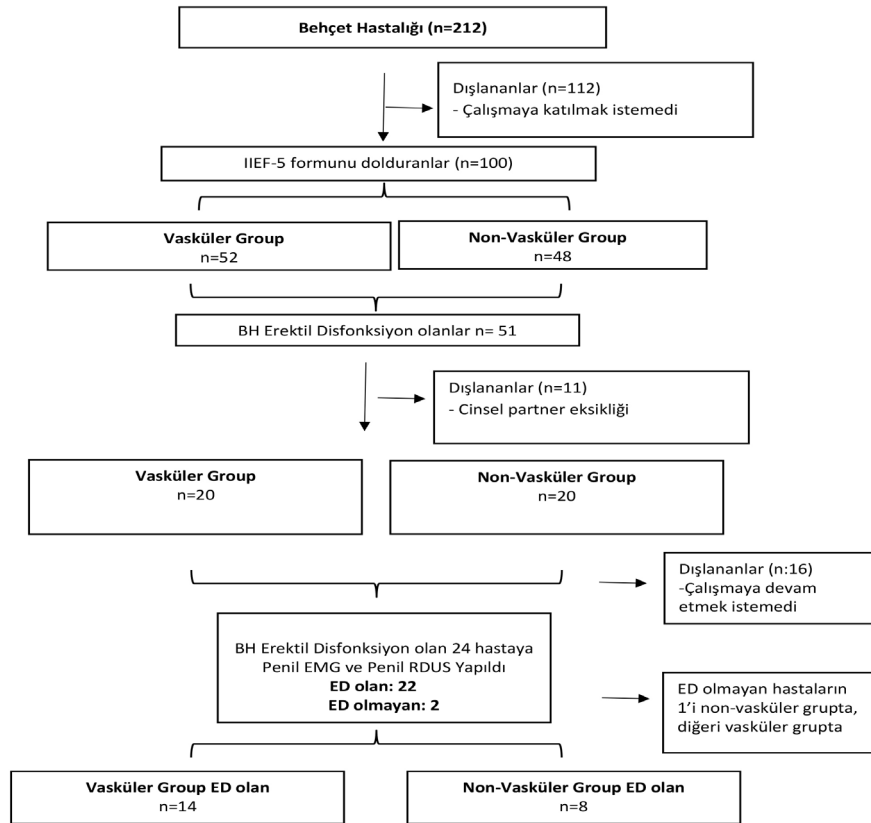 Behçet Hastalığı (n=212)
Dışlananlar (n=112)
- Çalışmaya katılmak istemedi
IIEF-5 formunu dolduranlar (n=100)
Vasküler Group
n=52
Non-Vasküler Group
n=48
BH Erektil Disfonksiyon olanlar n= 51
Dışlananlar (n=11)
- Cinsel partner eksikliği
Vasküler Group
n=20
Non-Vasküler Group
n=20
Dışlananlar (n:16)
-Çalışmaya devam
etmek istemedi
BH Erektil Disfonksiyon olan 24 hastaya
Penil EMG ve Penil RDUS Yapıldı
ED olan: 22
ED olmayan: 2
ED olmayan hastaların
1’i non-vasküler grupta,
diğeri vasküler grupta
Vasküler Group ED olan
n=14
Non-Vasküler Group ED olan
n=8